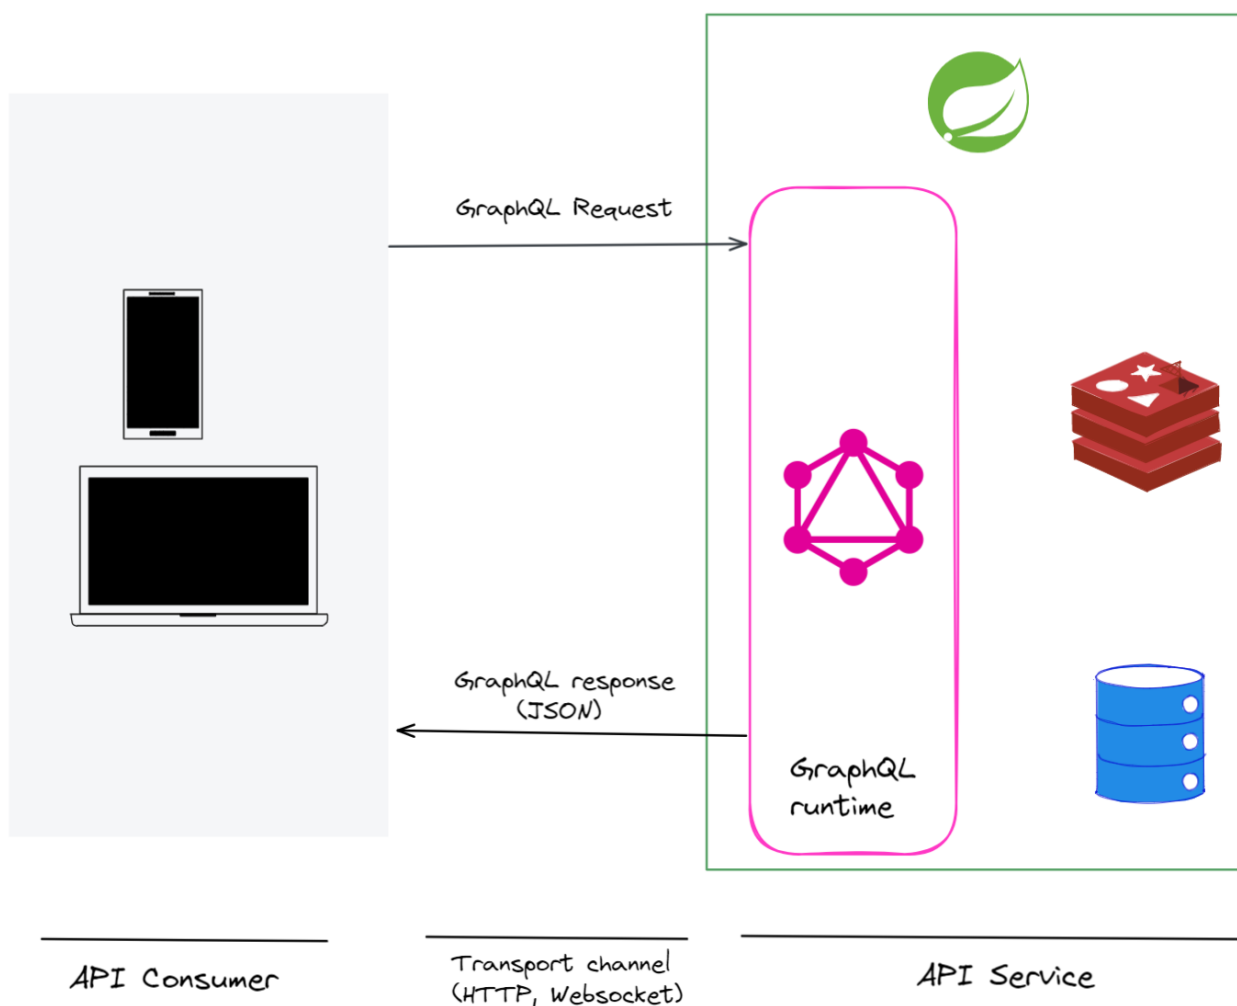 GraphQL Request
GraphQL response
(JSON)
GraphQL
runtime
API Consumer
Transport channel
(HTTP, Websocket)
API Service